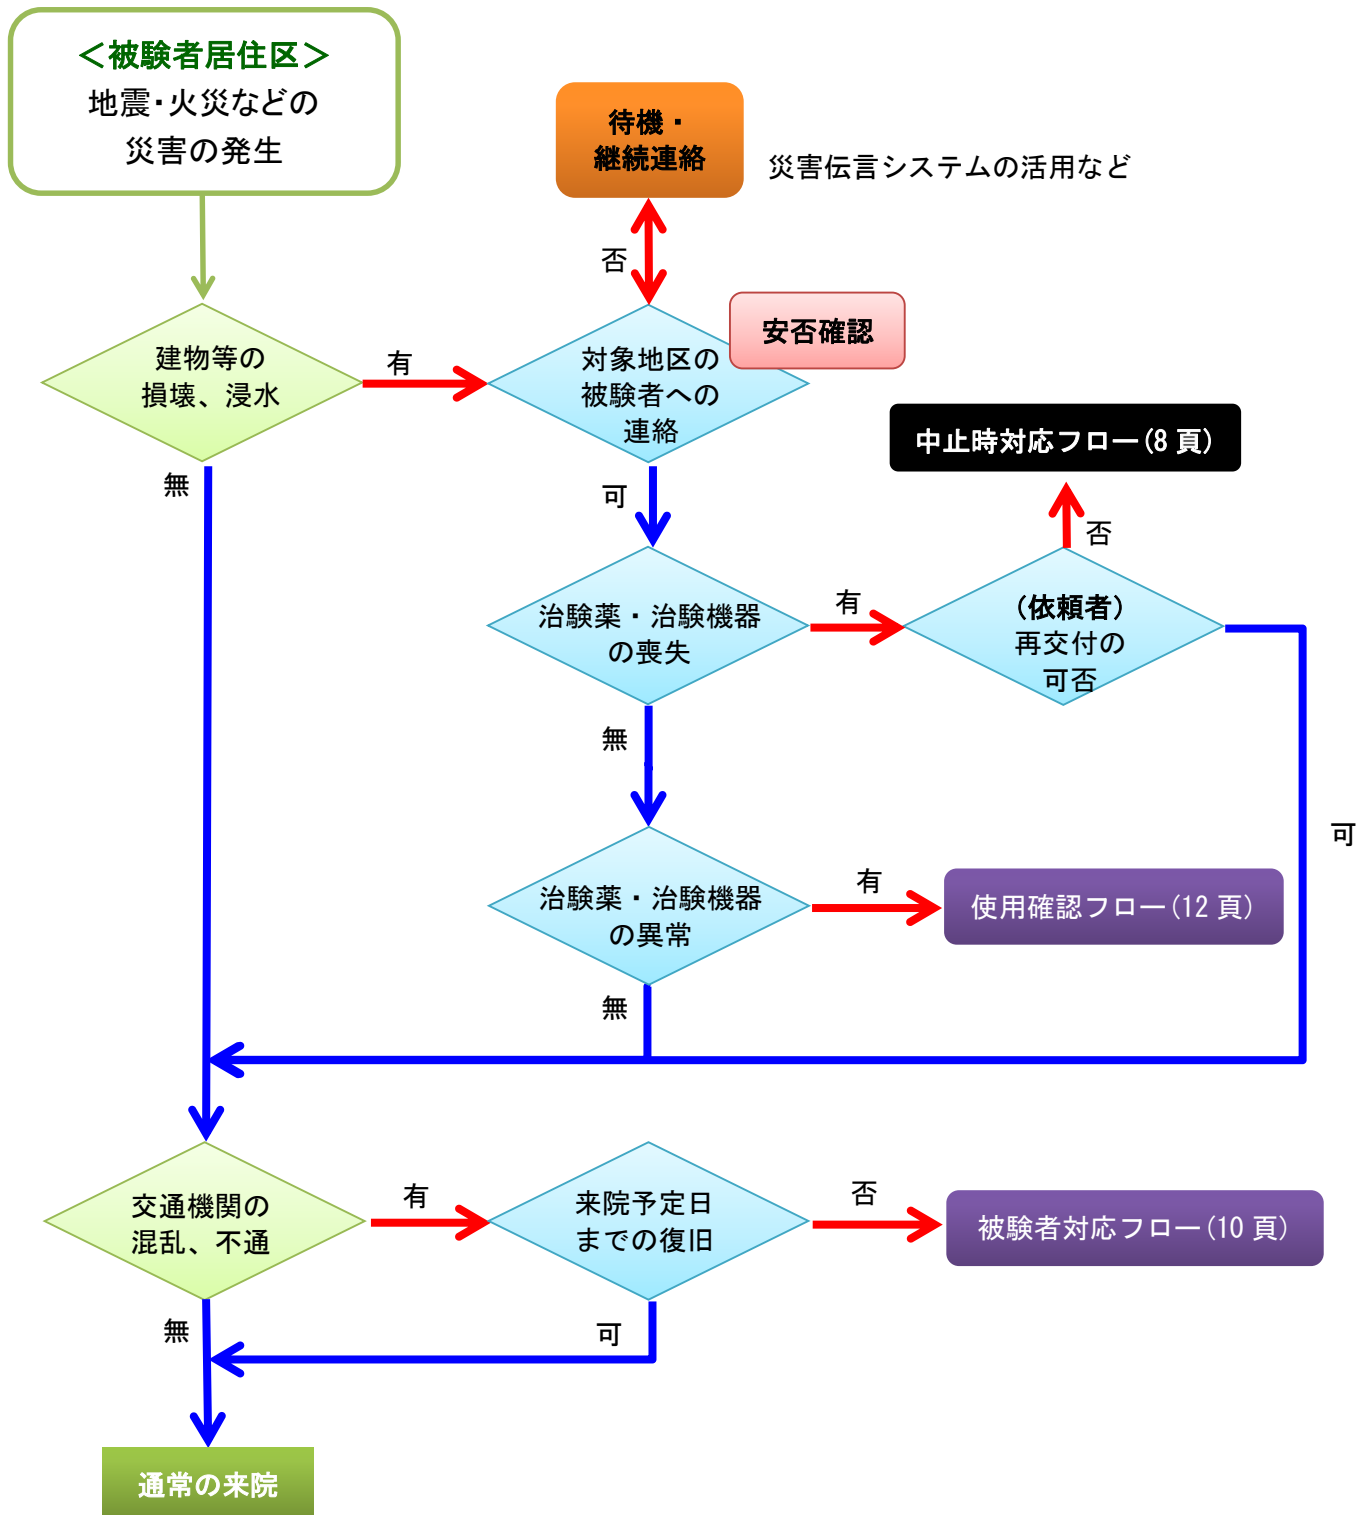 ＜被験者居住区＞
地震・火災などの
災害の発生
待機・
継続連絡
災害伝言システムの活用など
否
安否確認
建物等の
損壊、浸水
有
対象地区の
被験者への
連絡
中止時対応フロー(8 頁)
無
可
否
治験薬・治験機器
の喪失
有
(依頼者)
再交付の
可否
無
可
治験薬・治験機器
の異常
有
使用確認フロー(12 頁)
無
交通機関の
混乱、不通
有
来院予定日
までの復旧
否
被験者対応フロー(10 頁)
無
可
通常の来院